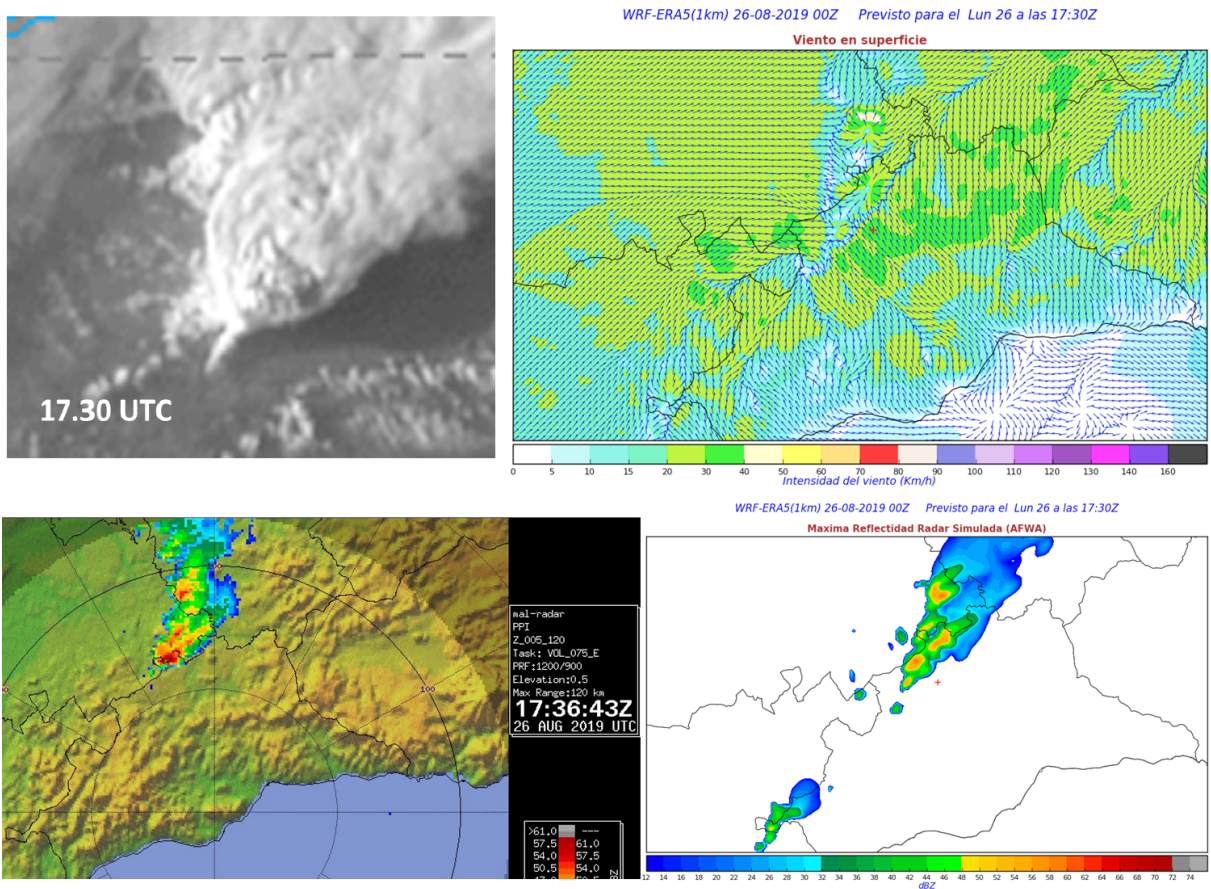 17.30 UTC
WRF-ERA5(1km) 26-08-2019 00Z Previsto para el Lun 26 a las 17:30Z
Viento en superficie
0 5 10 15 20 30 40 50 60 70 80 90 100 110 120 130 140 160
Intensidad del viento (Km/h)
100
mal-radar
PPI
Z_005_120
Task: VOL_075_E
PRF:1200/900
Elevation:0.5
Max Range:120 km
17:36:43Z
26 AUG 2019 UTC
>61.0 ---
57.5 61.0
54.0 57.5
50.5 54.0
WRF-ERA5(1km) 26-08-2019 00Z Previsto para el Lun 26 a las 17:30Z
Maxima Reflectidad Radar Simulada (AFWA)
12 14 16 18 20 22 24 26 28 30 32 34 36 38 40 42 44 46 48 50 52 54 56 58 60 62 64 66 68 70 72 74
dBZ